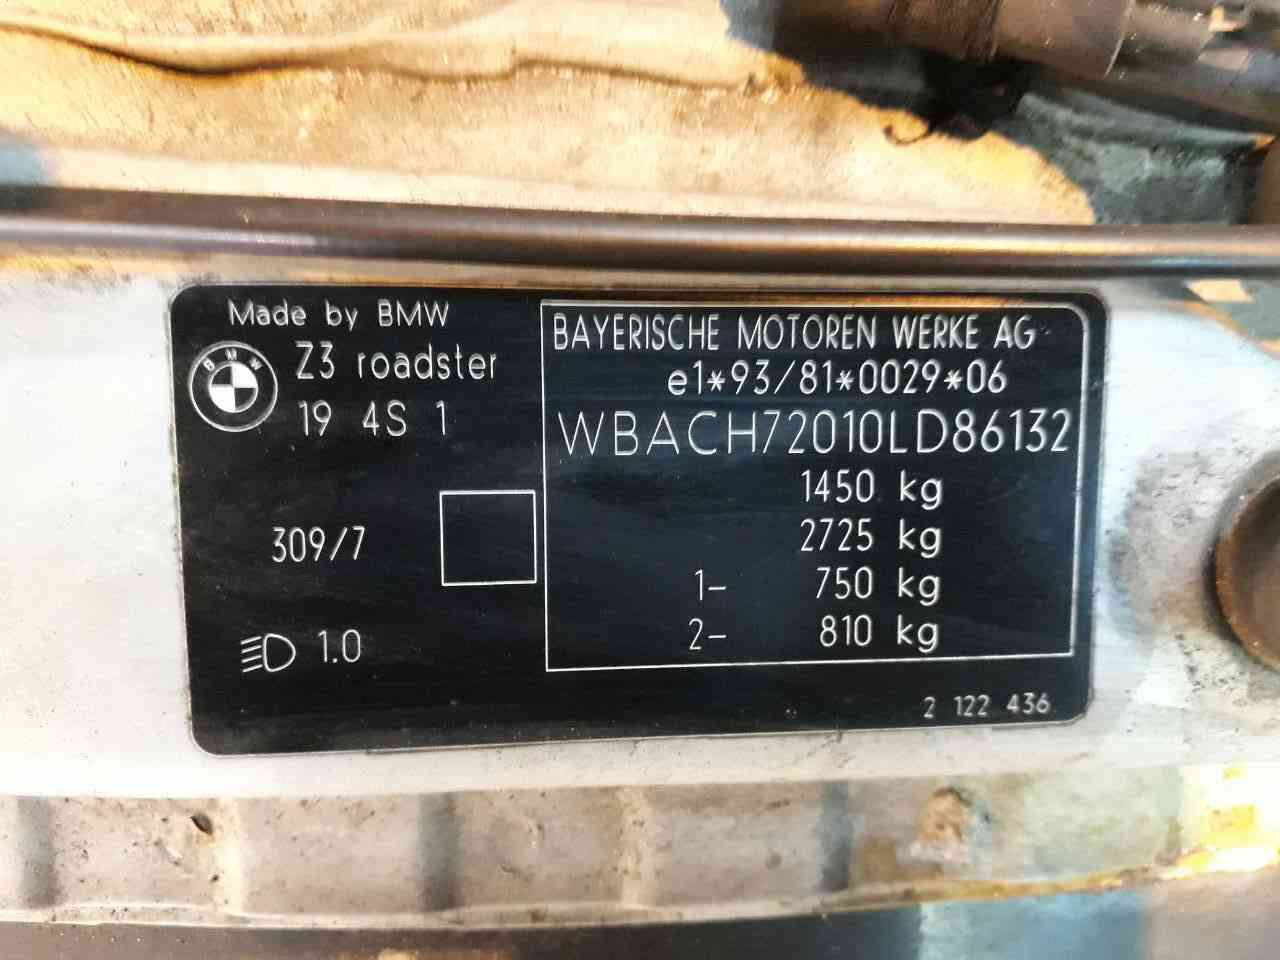 Made by BMW
BMW
Z3 roadster
19 4S 1
309/7
1.0
BAYERISCHE MOTOREN WERKE AG
e1*93/81*0029*06
WBACH72010LD86132
1450 kg
2725 kg
1- 750 kg
2- 810 kg
2 122 436